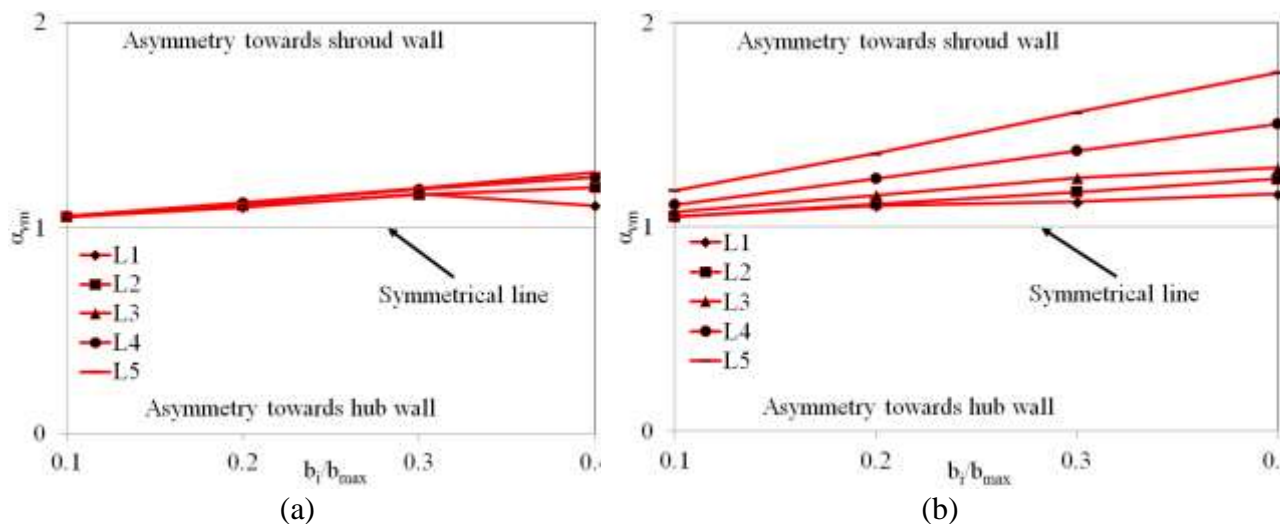 2
Asymmetry towards shroud wall
α_vm
1
L1
L2
L3
L4
L5
Symmetrical line
Asymmetry towards hub wall
0
0.1 0.2 0.3 0.
b_i/b_max
(a)
2
Asymmetry towards shroud wall
α_vm
1
L1
L2
L3
L4
L5
Symmetrical line
Asymmetry towards hub wall
0
0.1 0.2 0.3 0.
b_i/b_max
(b)